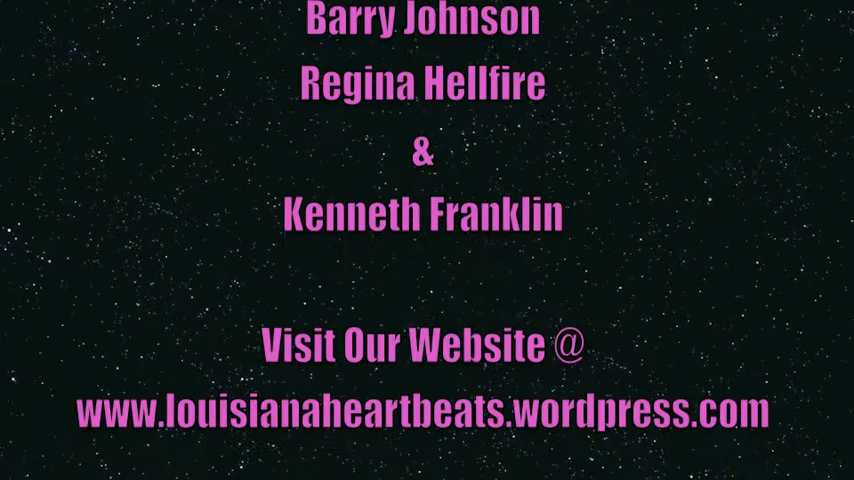 Barry Johnson
Regina Hellfire
&
Kenneth Franklin
Visit Our Website @
www.louisianaheartbeats.wordpress.com